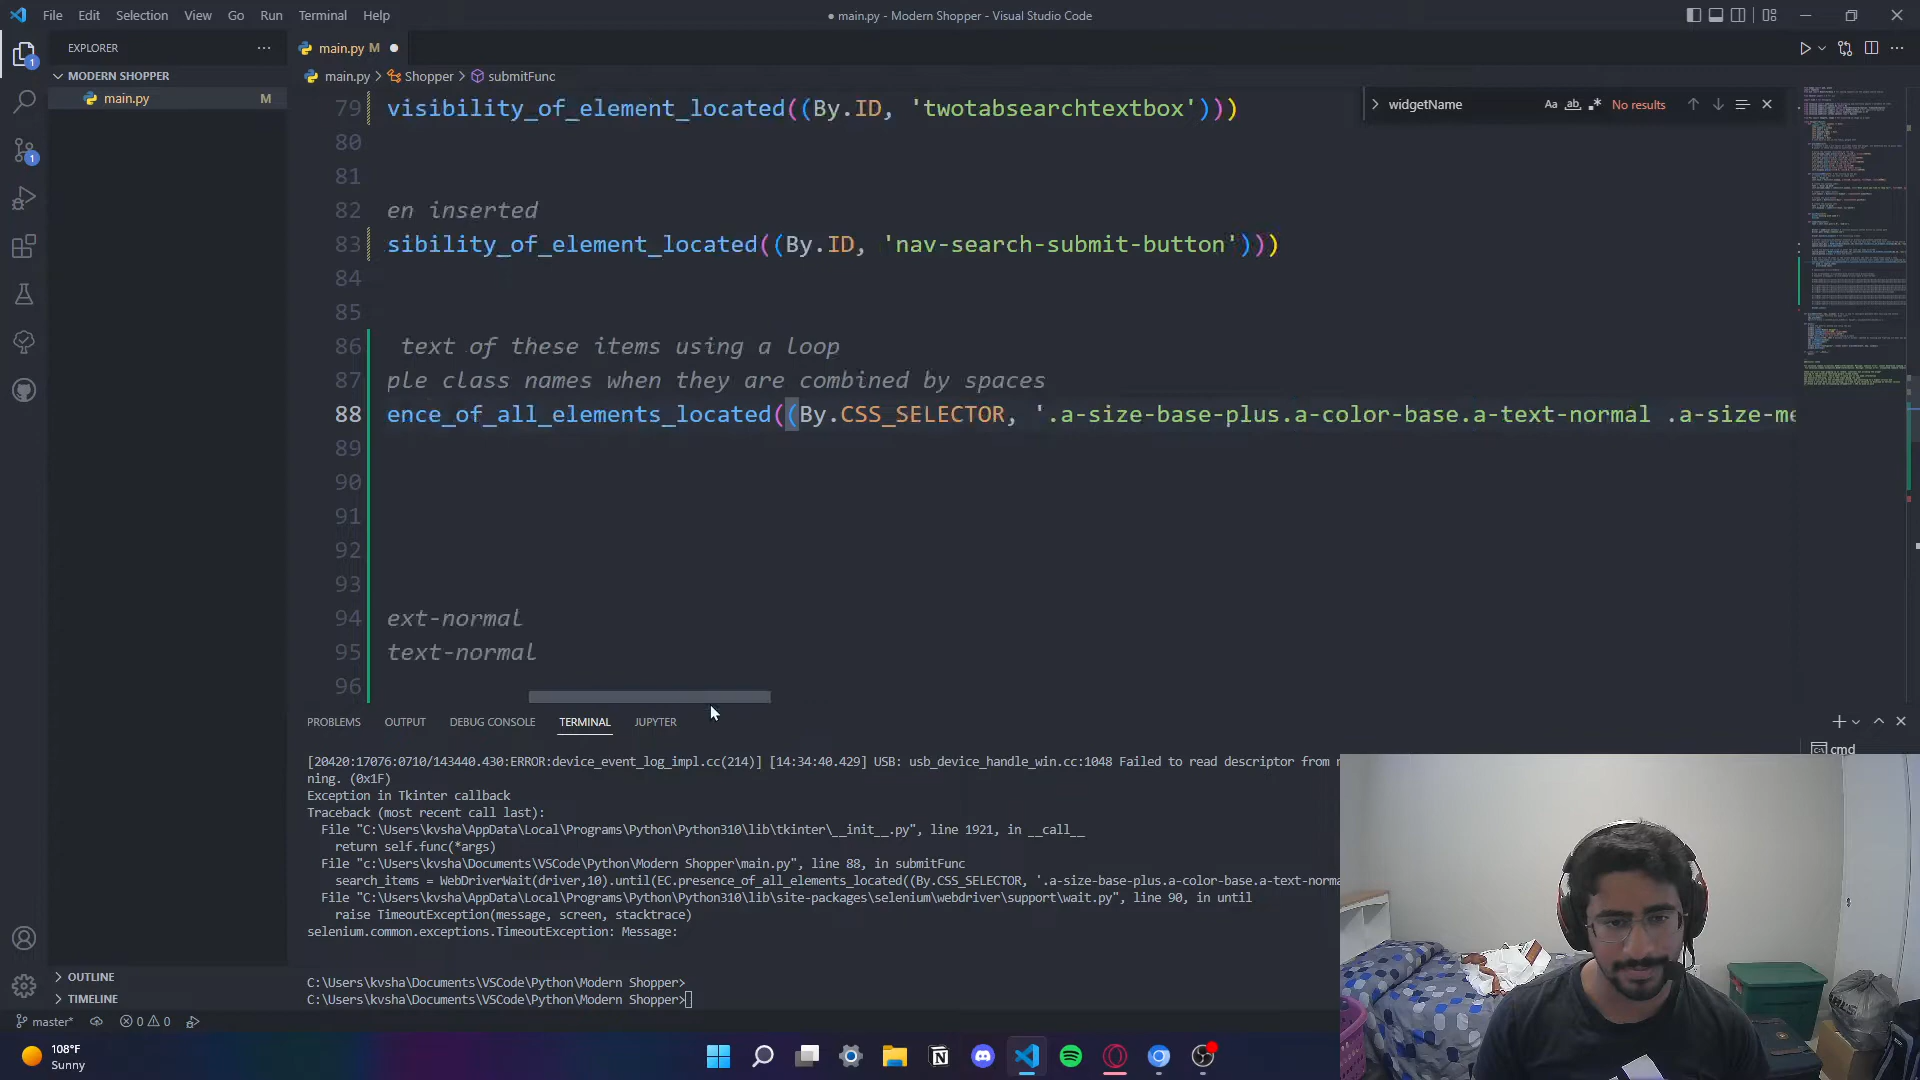 File Edit Selection View Go Run Terminal Help
● main.py - Modern Shopper - Visual Studio Code
EXPLORER
MODERN SHOPPER
main.py M
main.py M
main.py > Shopper > submitFunc
widgetName
Aa ab No results
79 visibility_of_element_located((By.ID, 'twotabsearchtextbox')))
80
81
82 en inserted
83 sibility_of_element_located((By.ID, 'nav-search-submit-button')))
84
85
86 text of these items using a loop
87 ple class names when they are combined by spaces
88 ence_of_all_elements_located((By.CSS_SELECTOR, '.a-size-base-plus.a-color-base.a-text-normal .a-size-me
89
90
91
92
93
94 ext-normal
95 text-normal
96
PROBLEMS OUTPUT DEBUG CONSOLE TERMINAL JUPYTER
cmd
[20420:17076:0710/143440.430:ERROR:device_event_log_impl.cc(214)] [14:34:40.429] USB: usb_device_handle_win.cc:1048 Failed to read descriptor from n
ning. (0x1F)
Exception in Tkinter callback
Traceback (most recent call last):
File "C:\Users\kvsha\AppData\Local\Programs\Python\Python310\lib\tkinter\__init__.py", line 1921, in __call__
return self.func(*args)
File "c:\Users\kvsha\Documents\VSCode\Python\Modern Shopper\main.py", line 88, in submitFunc
search_items = WebDriverWait(driver,10).until(EC.presence_of_all_elements_located((By.CSS_SELECTOR, '.a-size-base-plus.a-color-base.a-text-norma
File "C:\Users\kvsha\AppData\Local\Programs\Python\Python310\lib\site-packages\selenium\webdriver\support\wait.py", line 90, in until
raise TimeoutException(message, screen, stacktrace)
selenium.common.exceptions.TimeoutException: Message:
C:\Users\kvsha\Documents\VSCode\Python\Modern Shopper>
C:\Users\kvsha\Documents\VSCode\Python\Modern Shopper>
OUTLINE
TIMELINE
master* 0 0
108°F
Sunny